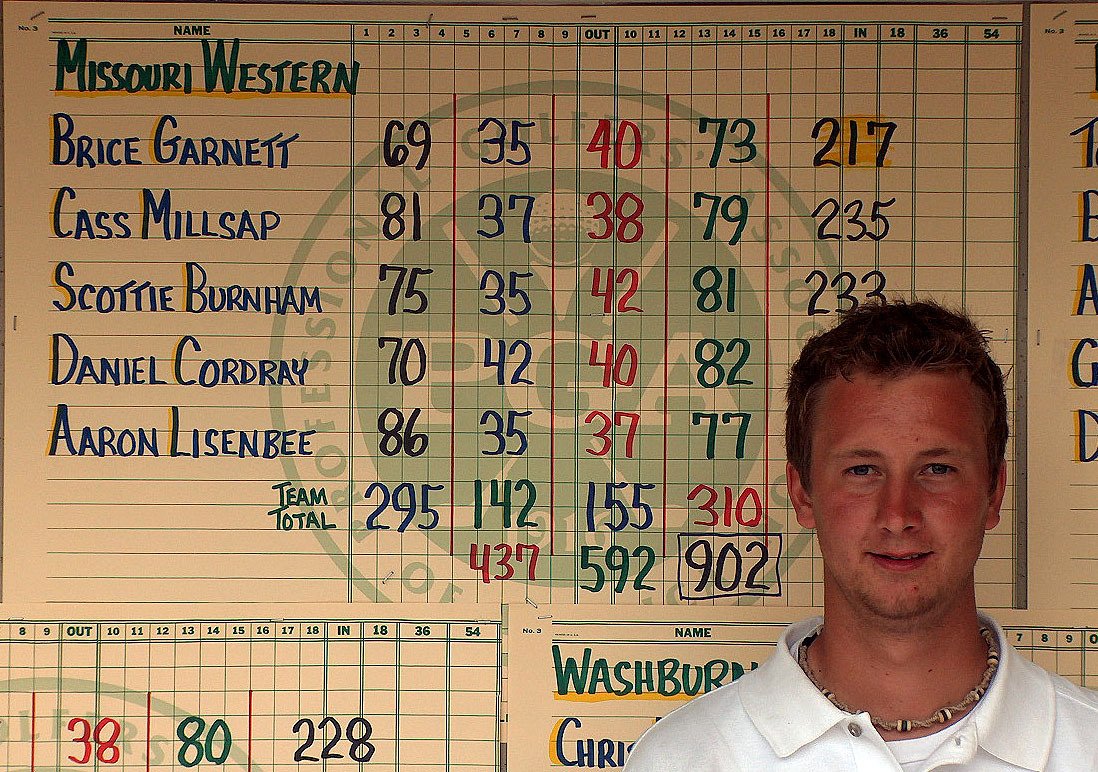 No. 3 NAME 1 2 3 4 5 6 7 8 9 OUT 10 11 12 13 14 15 16 17 18 IN 18 36 54
No. 3
MISSOURI WESTERN
BRICE GARNETT 69 35 40 73 217
CASS MILLSAP 81 37 38 79 235
SCOTTIE BURNHAM 75 35 42 81 233
DANIEL CORDRAY 70 42 40 82
AARON LISENBEE 86 35 37 77
TEAM TOTAL 295 142 155 310
437 592 902
PROFESSIONAL GOLFERS' ASSOC
PGA
8 9 OUT 10 11 12 13 14 15 16 17 18 IN 18 36 54
38 80 228
No. 3 NAME 7 8 9
WASHBURN
CHRIS